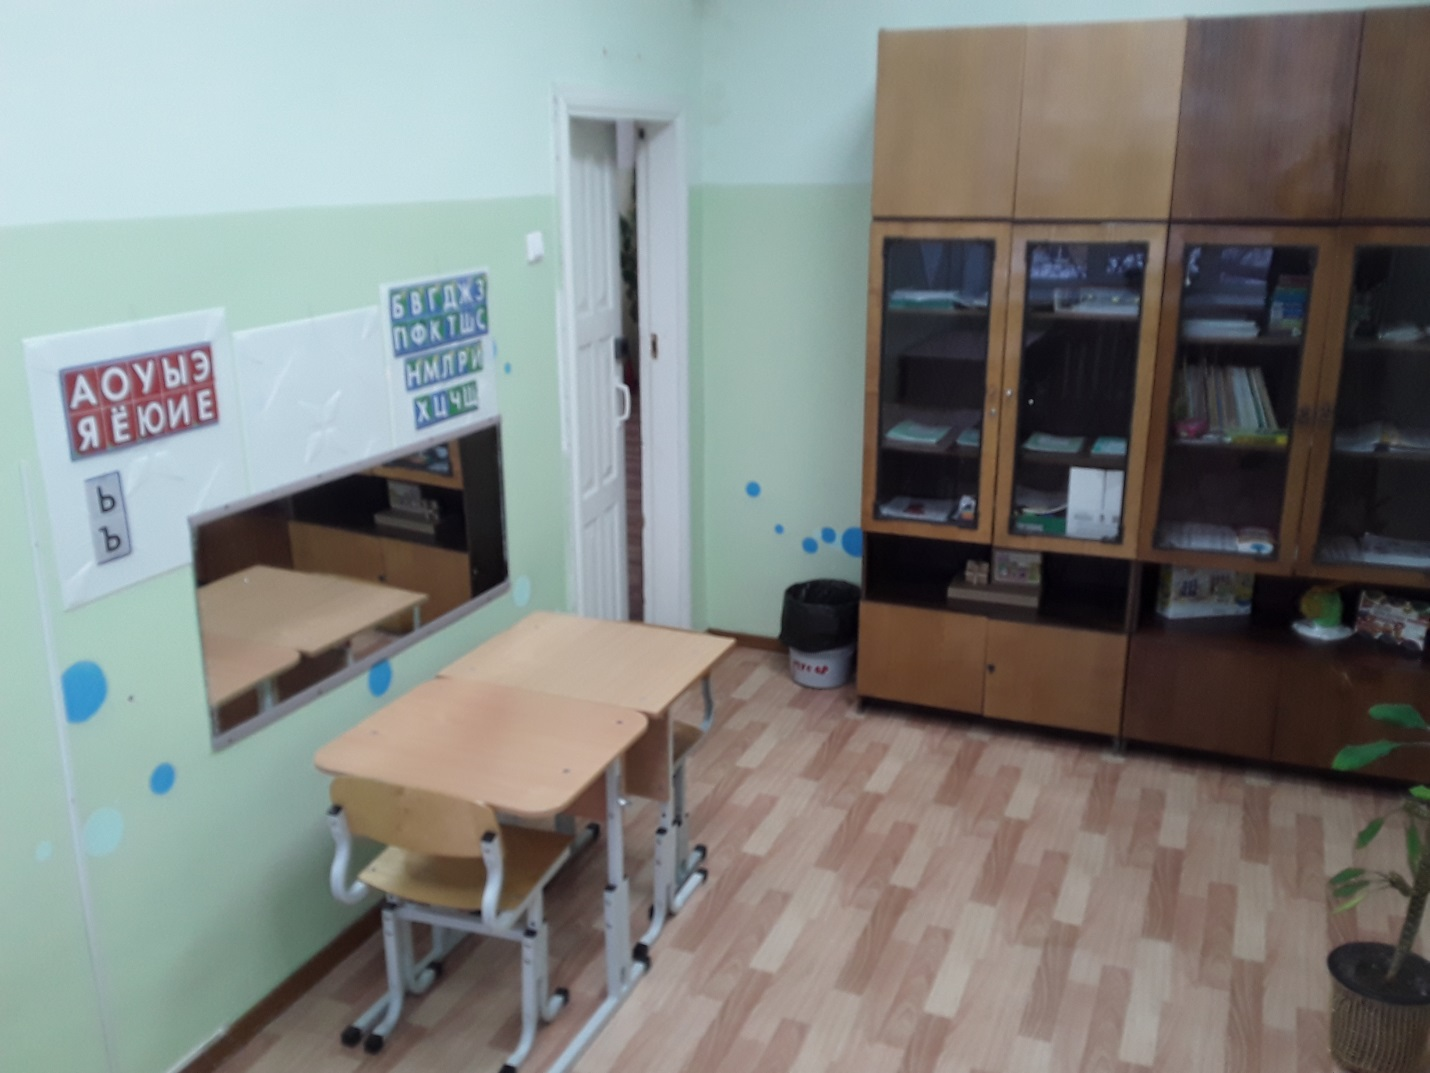 АОУЫЭ
ЯЁЮИЕ
Ь
Ъ
БВГДЖЗ
ПФКТШС
НМЛРЙ
ХЦЧЩ